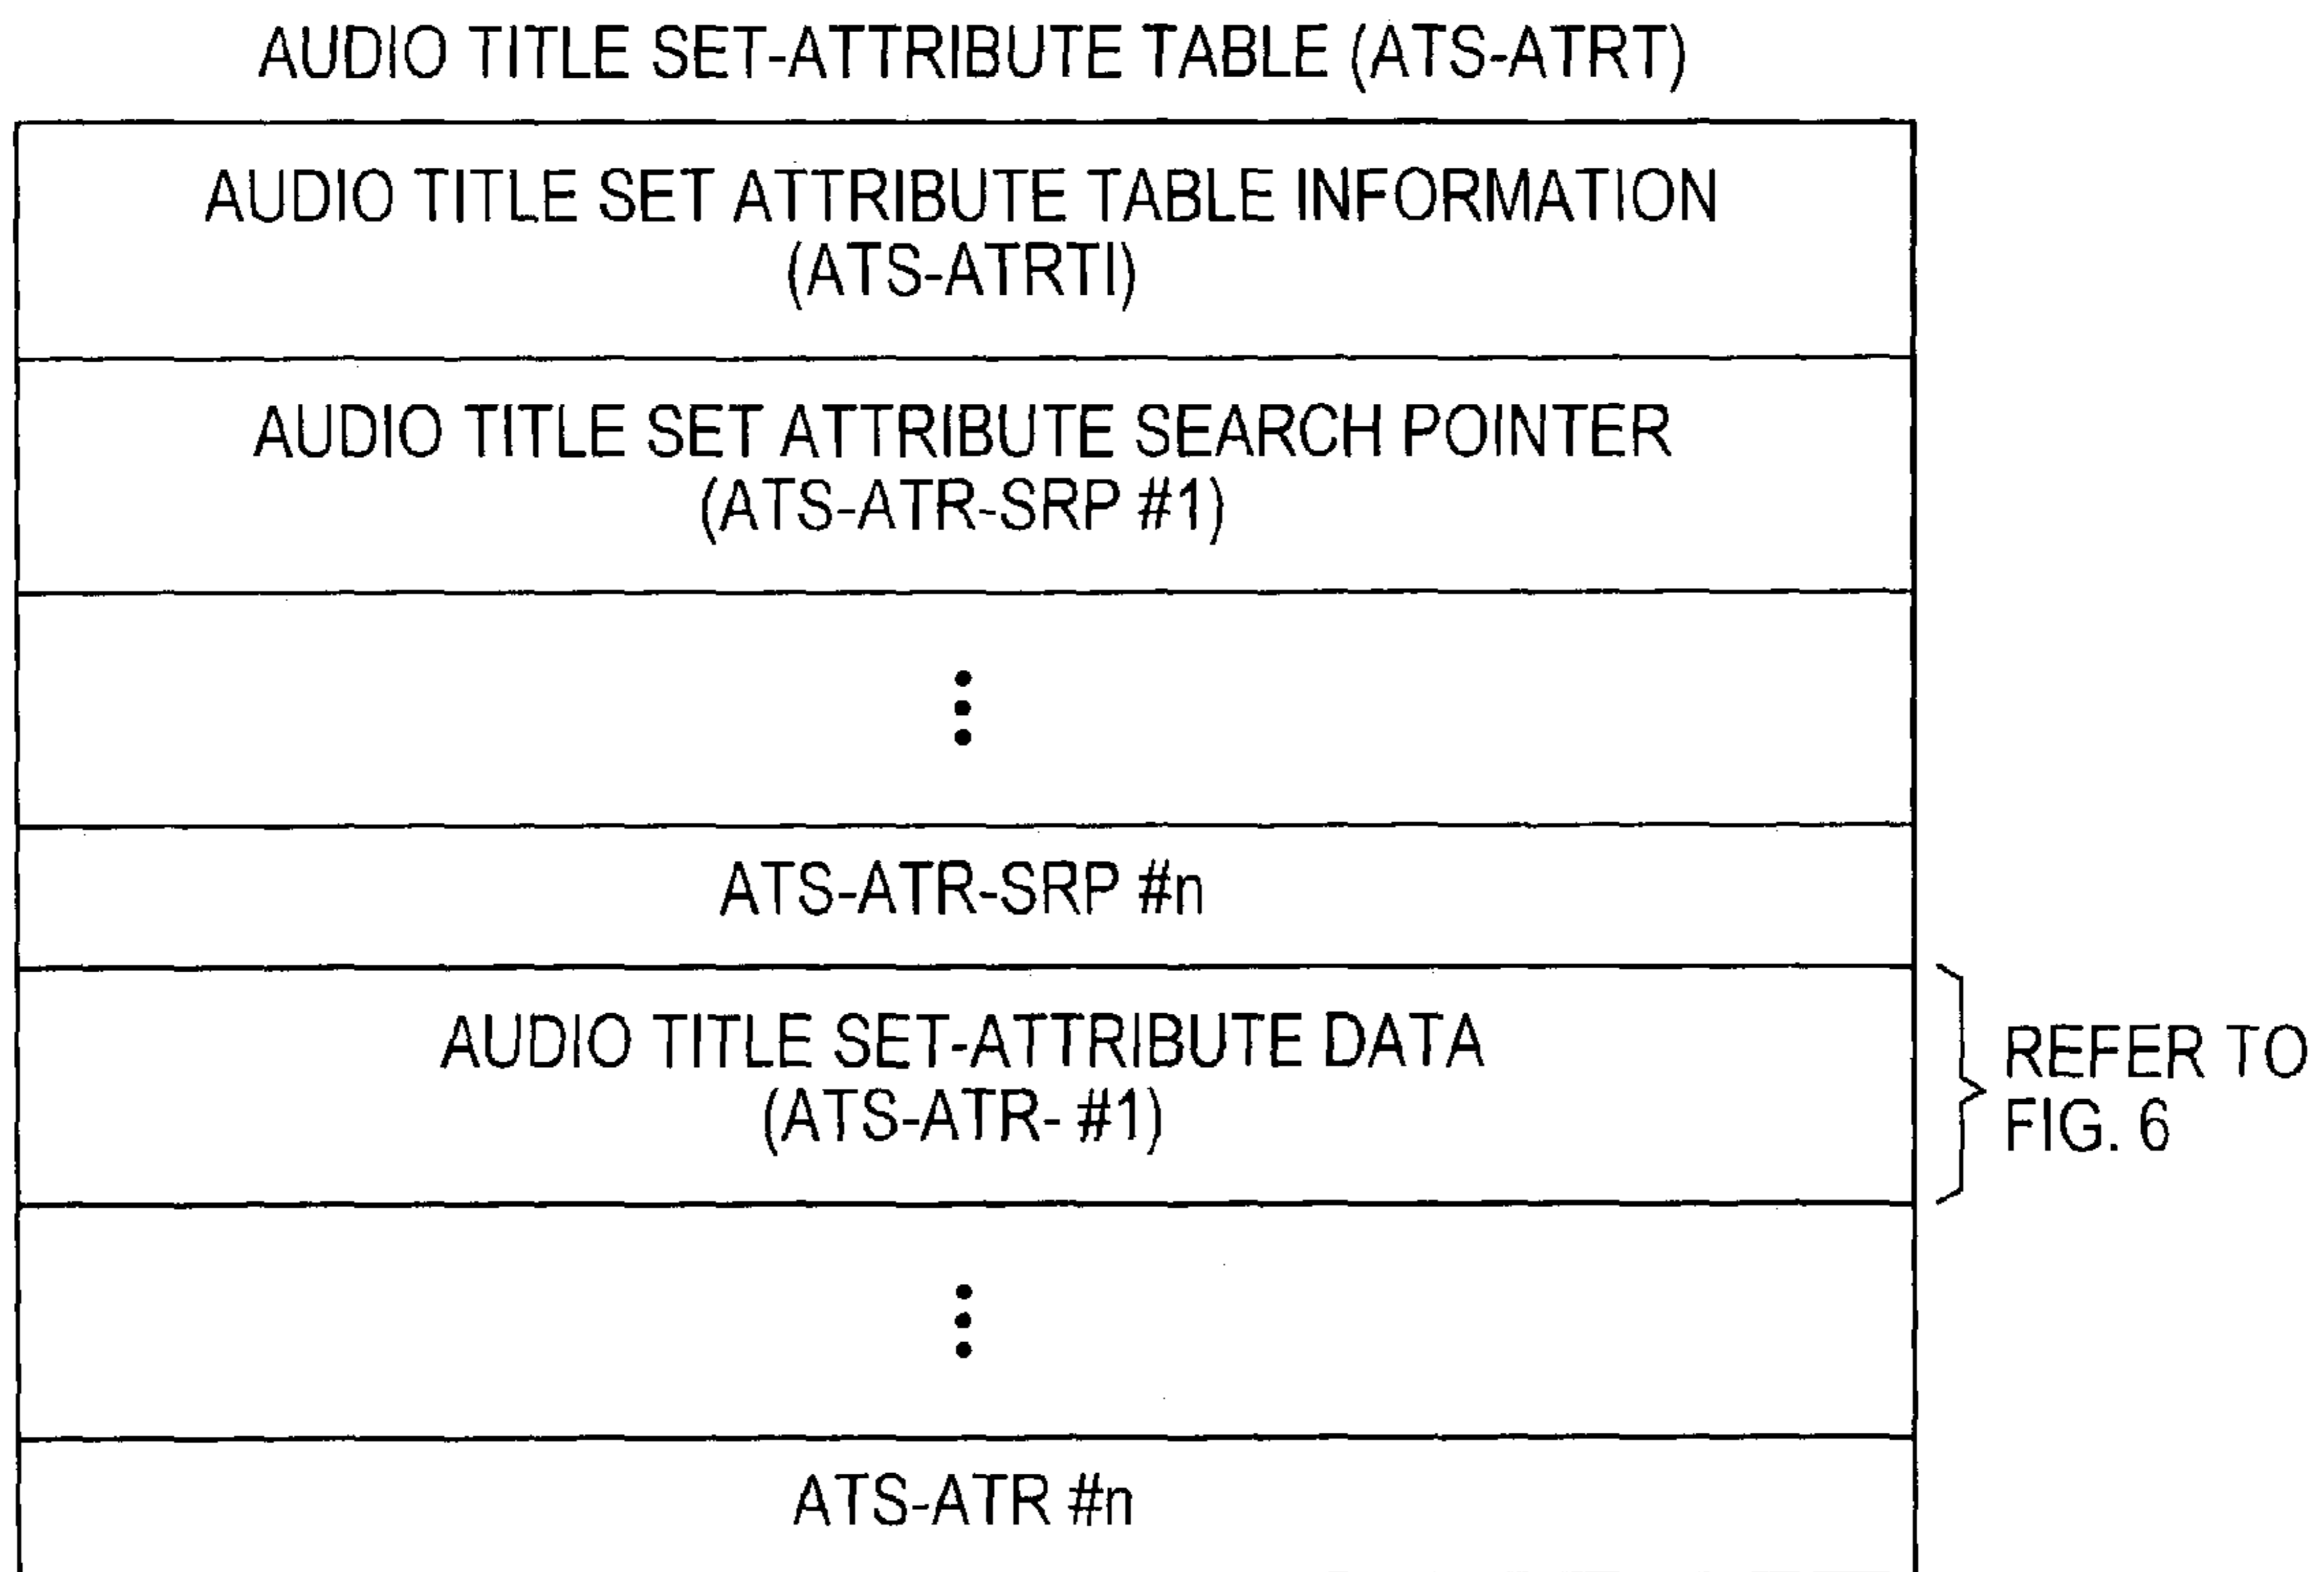 AUDIO TITLE SET-ATTRIBUTE TABLE (ATS-ATRT)
AUDIO TITLE SET ATTRIBUTE TABLE INFORMATION
(ATS-ATRTI)
AUDIO TITLE SET ATTRIBUTE SEARCH POINTER
(ATS-ATR-SRP #1)
ATS-ATR-SRP #n
AUDIO TITLE SET-ATTRIBUTE DATA
(ATS-ATR- #1)
REFER TO
FIG. 6
ATS-ATR #n